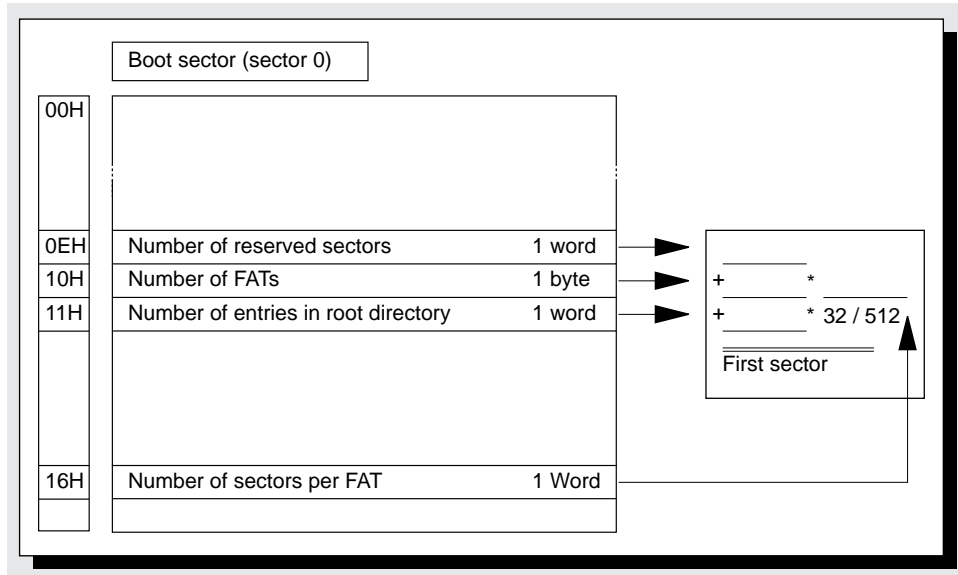 Boot sector (sector 0)
00H
0EH Number of reserved sectors 1 word
10H Number of FATs 1 byte + *
11H Number of entries in root directory 1 word + * 32 / 512
First sector
16H Number of sectors per FAT 1 Word